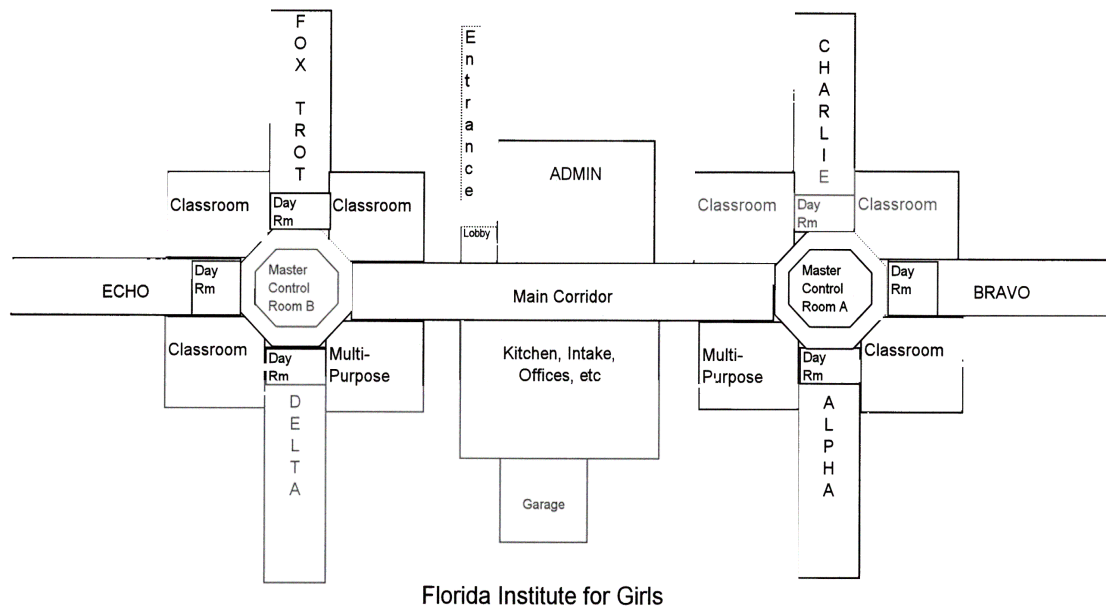 FOX TROT
Entrance
CHARLIE
ADMIN
Classroom
Day
Rm
Classroom
Lobby
Classroom
Day
Rm
Classroom
ECHO
Day
Rm
Master
Control
Room B
Main Corridor
Master
Control
Room A
Day
Rm
BRAVO
Classroom
Day
Rm
Multi-
Purpose
Kitchen, Intake,
Offices, etc
Multi-
Purpose
Day
Rm
Classroom
DELTA
ALPHA
Garage
Florida Institute for Girls